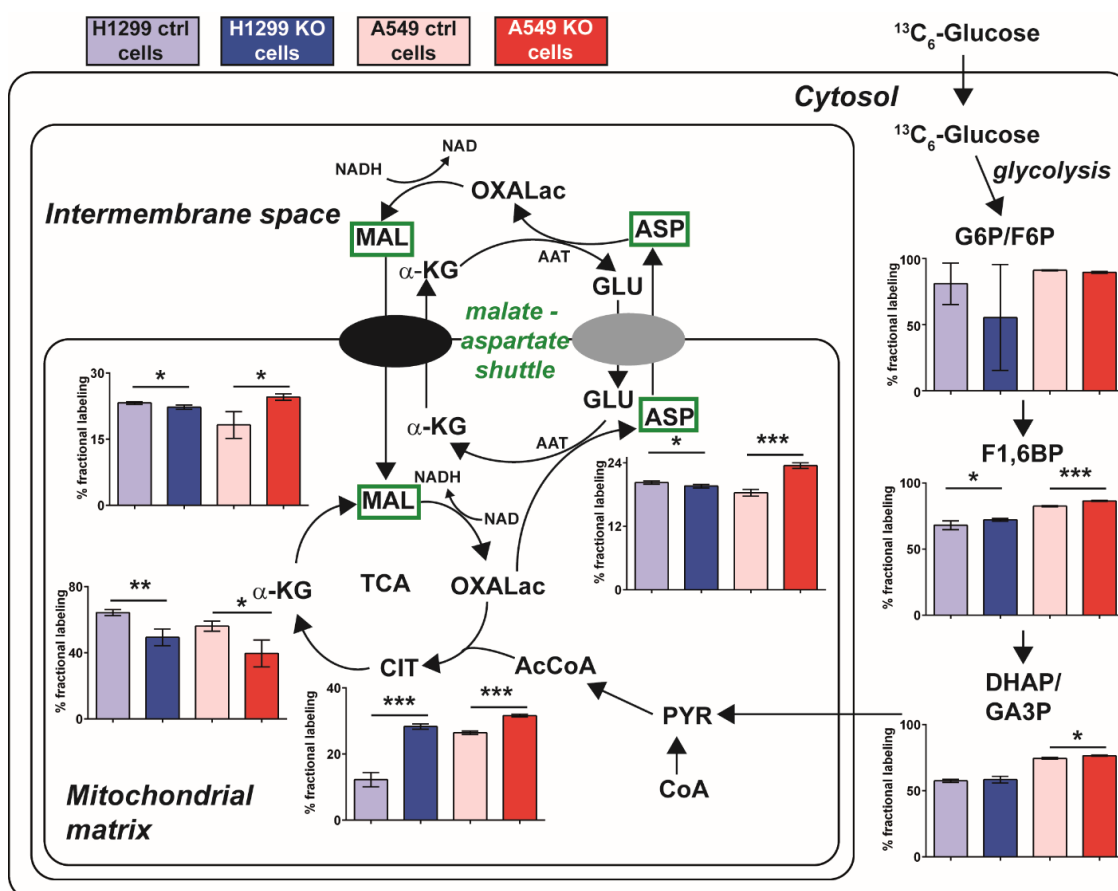 H1299 ctrl cells
H1299 KO cells
A549 ctrl cells
A549 KO cells
¹³C₆-Glucose
Cytosol
¹³C₆-Glucose
glycolysis
NAD
NADH
OXALac
Intermembrane space
MAL
ASP
α-KG
AAT
GLU
malate -
aspartate
shuttle
G6P/F6P
% fractional labeling
100
50
0
F1,6BP
% fractional labeling
100
50
0
*
***
DHAP/
GA3P
% fractional labeling
100
50
0
*
% fractional labeling
30
15
0
*
*
GLU
ASP
α-KG
AAT
% fractional labeling
24
12
0
*
***
NADH
MAL
NAD
TCA
OXALac
α-KG
% fractional labeling
80
40
0
**
*
CIT
AcCoA
% fractional labeling
40
20
0
***
***
PYR
CoA
Mitochondrial
matrix